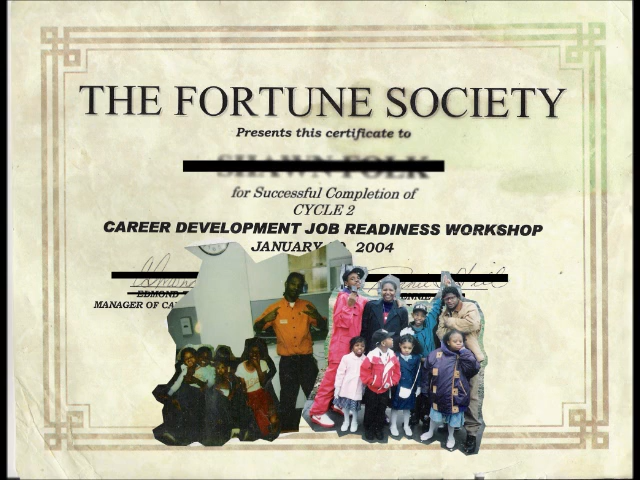 THE FORTUNE SOCIETY
Presents this certificate to
for Successful Completion of
CYCLE 2
CAREER DEVELOPMENT JOB READINESS WORKSHOP
JANUARY 2004
EDMOND
MANAGER OF